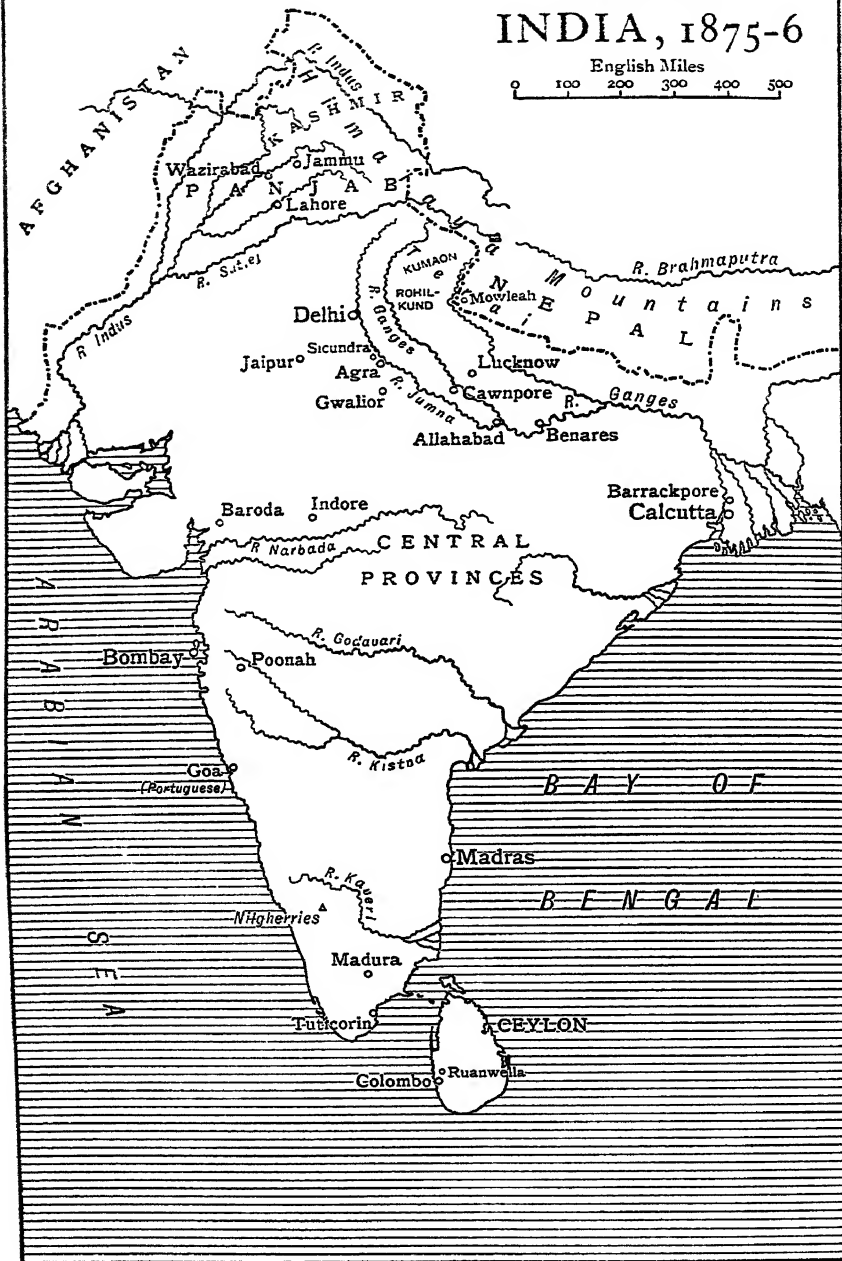 INDIA, 1875-6
English Miles
0 100 200 300 400 500
AFGHANISTAN
R. Indus
Himalaya Mountains
KASHMIR
Wazirabad
Jammu
PANJAB
Lahore
R. Sutlej
R. Brahmaputra
Terai
KUMAON
ROHIL-
KUND
Mowleah
NEPAL
R Indus
Delhi
R. Ganges
Sicundra
Jaipur
Agra
Lucknow
Gwalior
R. Jumna
Cawnpore
R. Ganges
Allahabad
Benares
Barrackpore
Calcutta
Baroda
Indore
R Narbada
CENTRAL
PROVINCES
ARABIAN SEA
R. Godavari
Bombay
Poonah
R. Kistna
Goa
(Portuguese)
BAY OF
BENGAL
Madras
R. Kaveri
Nilgherries
Madura
Tuticorin
CEYLON
Ruanwella
Colombo